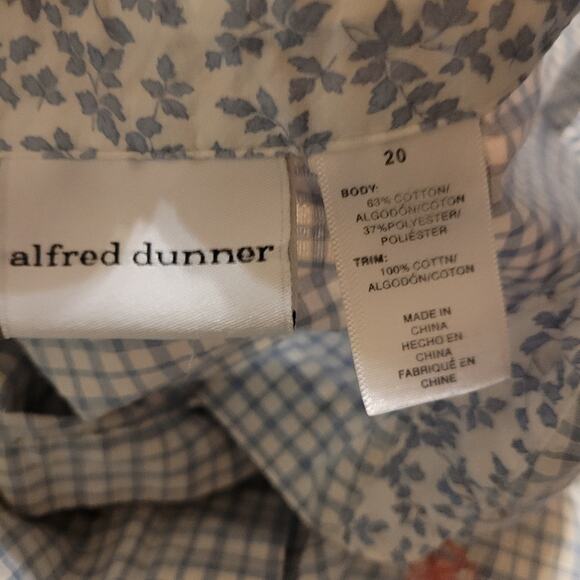 alfred dunner
20
BODY:
63% COTTON/
ALGODÓN/COTON
37%POLYESTER/
POLIÉSTER
TRIM:
100% COTTN/
ALGODÓN/COTON
MADE IN
CHINA
HECHO EN
CHINA
FABRIQUÉ EN
CHINE